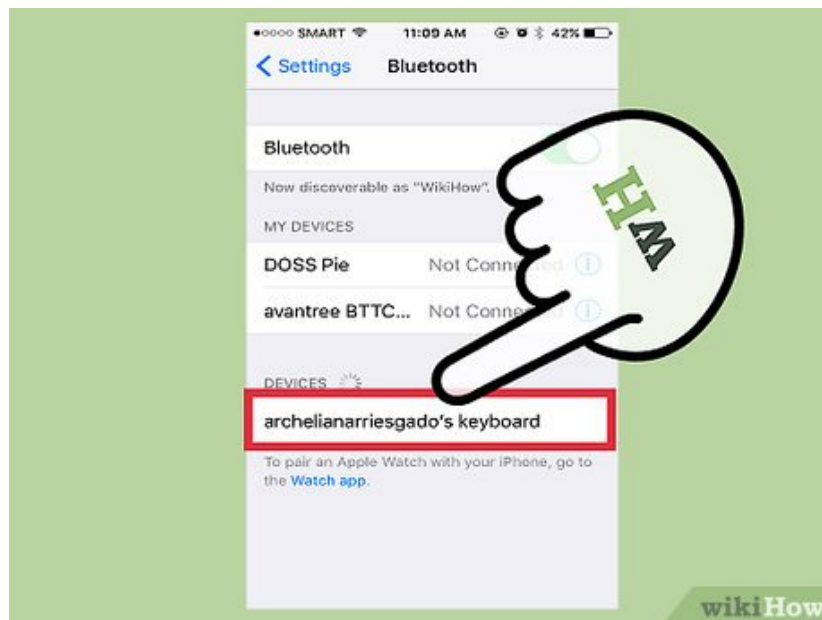 SMART 11:09 AM 42%
Settings Bluetooth
Bluetooth
Now discoverable as "WikiHow".
MY DEVICES
DOSS Pie Not Connected
avantree BTTC... Not Connected
DEVICES
archelianarriesgado's keyboard
To pair an Apple Watch with your iPhone, go to
the Watch app.
wH
wikiHow